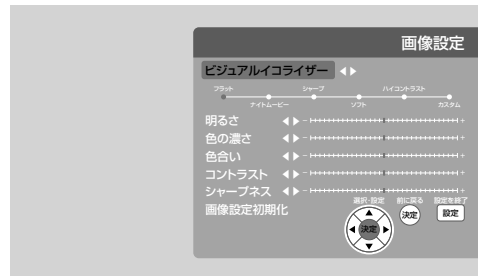 画像設定
ビジュアルイコライザー
フラット シャープ ハイコントラスト
ナイトムービー ソフト カスタム
明るさ - +
色の濃さ - +
色合い - +
コントラスト - +
シャープネス - +
画像設定初期化
選択・設定 前に戻る 設定を終了
決定 決定 設定